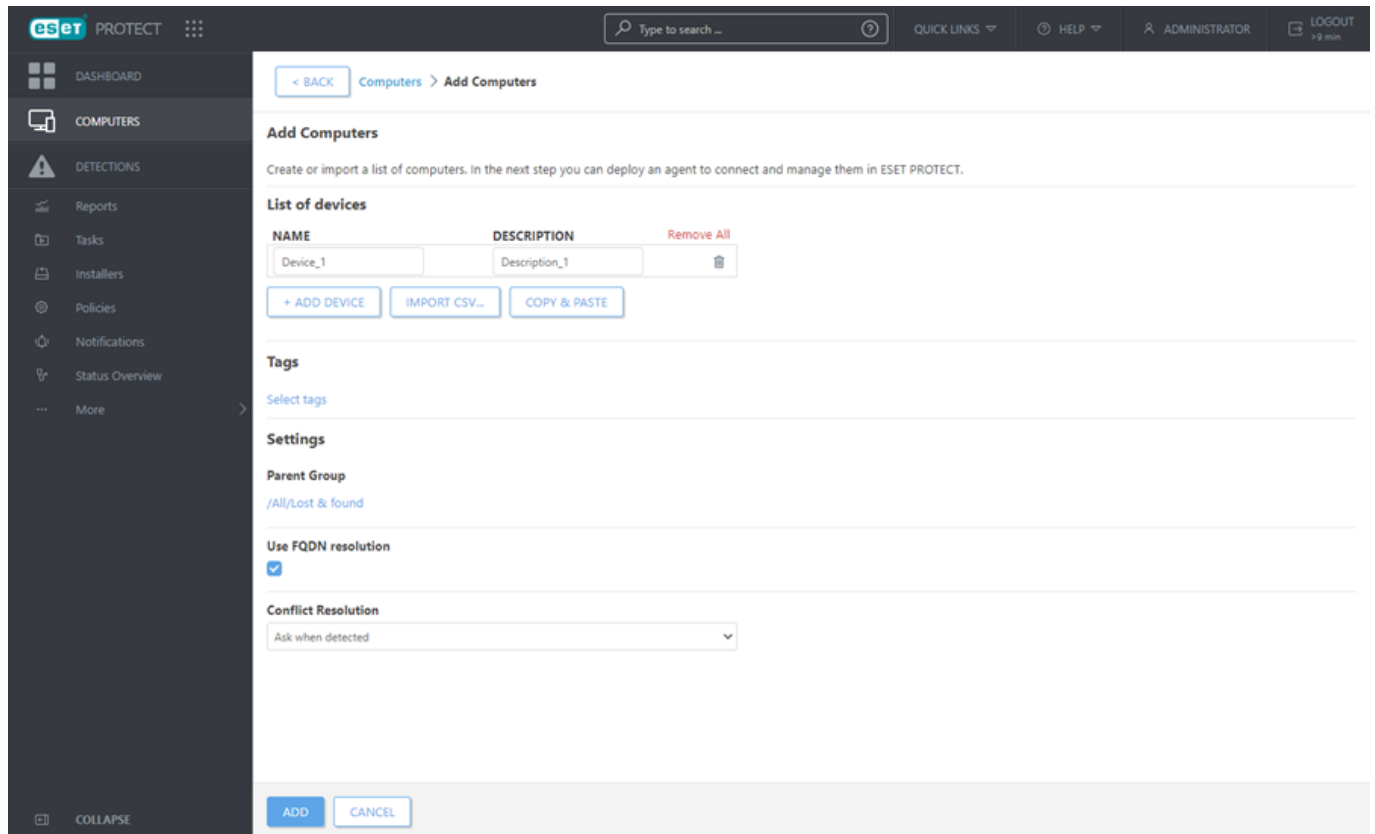 eset PROTECT
Type to search ...
QUICK LINKS
HELP
ADMINISTRATOR
LOGOUT
>9 min
DASHBOARD
COMPUTERS
DETECTIONS
Reports
Tasks
Installers
Policies
Notifications
Status Overview
More
COLLAPSE
< BACK Computers > Add Computers
Add Computers
Create or import a list of computers. In the next step you can deploy an agent to connect and manage them in ESET PROTECT.
List of devices
NAME DESCRIPTION Remove All
Device_1 Description_1
+ ADD DEVICE IMPORT CSV... COPY & PASTE
Tags
Select tags
Settings
Parent Group
/All/Lost & found
Use FQDN resolution
Conflict Resolution
Ask when detected
ADD CANCEL